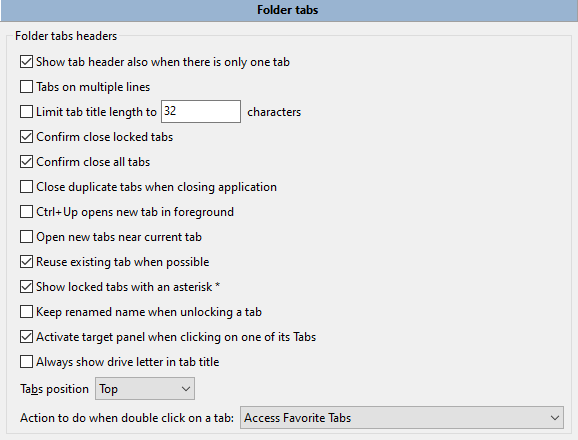 Folder tabs
Folder tabs headers
Show tab header also when there is only one tab
Tabs on multiple lines
Limit tab title length to 32 characters
Confirm close locked tabs
Confirm close all tabs
Close duplicate tabs when closing application
Ctrl+Up opens new tab in foreground
Open new tabs near current tab
Reuse existing tab when possible
Show locked tabs with an asterisk *
Keep renamed name when unlocking a tab
Activate target panel when clicking on one of its Tabs
Always show drive letter in tab title
Tabs position Top
Action to do when double click on a tab: Access Favorite Tabs